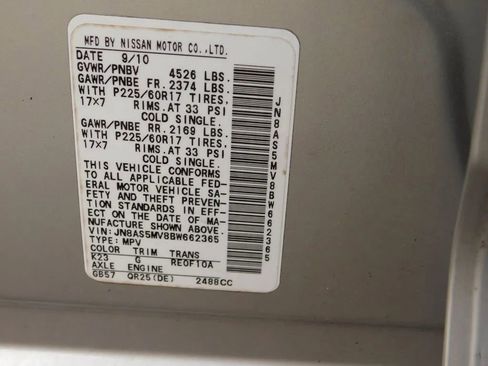 MFD BY NISSAN MOTOR CO.,LTD.
DATE 9/10
GVWR/PNBV 4526 LBS.
GAWR/PNBE FR. 2374 LBS.
WITH P225/60R17 TIRES,
17x7 RIMS.AT 33 PSI
COLD SINGLE.
GAWR/PNBE RR. 2169 LBS.
WITH P225/60R17 TIRES,
17x7 RIMS.AT 33 PSI
COLD SINGLE.
THIS VEHICLE CONFORMS
TO ALL APPLICABLE FED-
ERAL MOTOR VEHICLE SA-
FETY AND THEFT PREVEN-
TION STANDARDS IN EFF-
ECT ON THE DATE OF MA-
NUFACTURE SHOWN ABOVE.
VIN: JN8AS5MV8BW662365
TYPE: MPV
COLOR TRIM TRANS
K23 G RE0F10A
AXLE ENGINE
GB57 QR25(DE) 2488CC
JN8AS5MV8BW662365